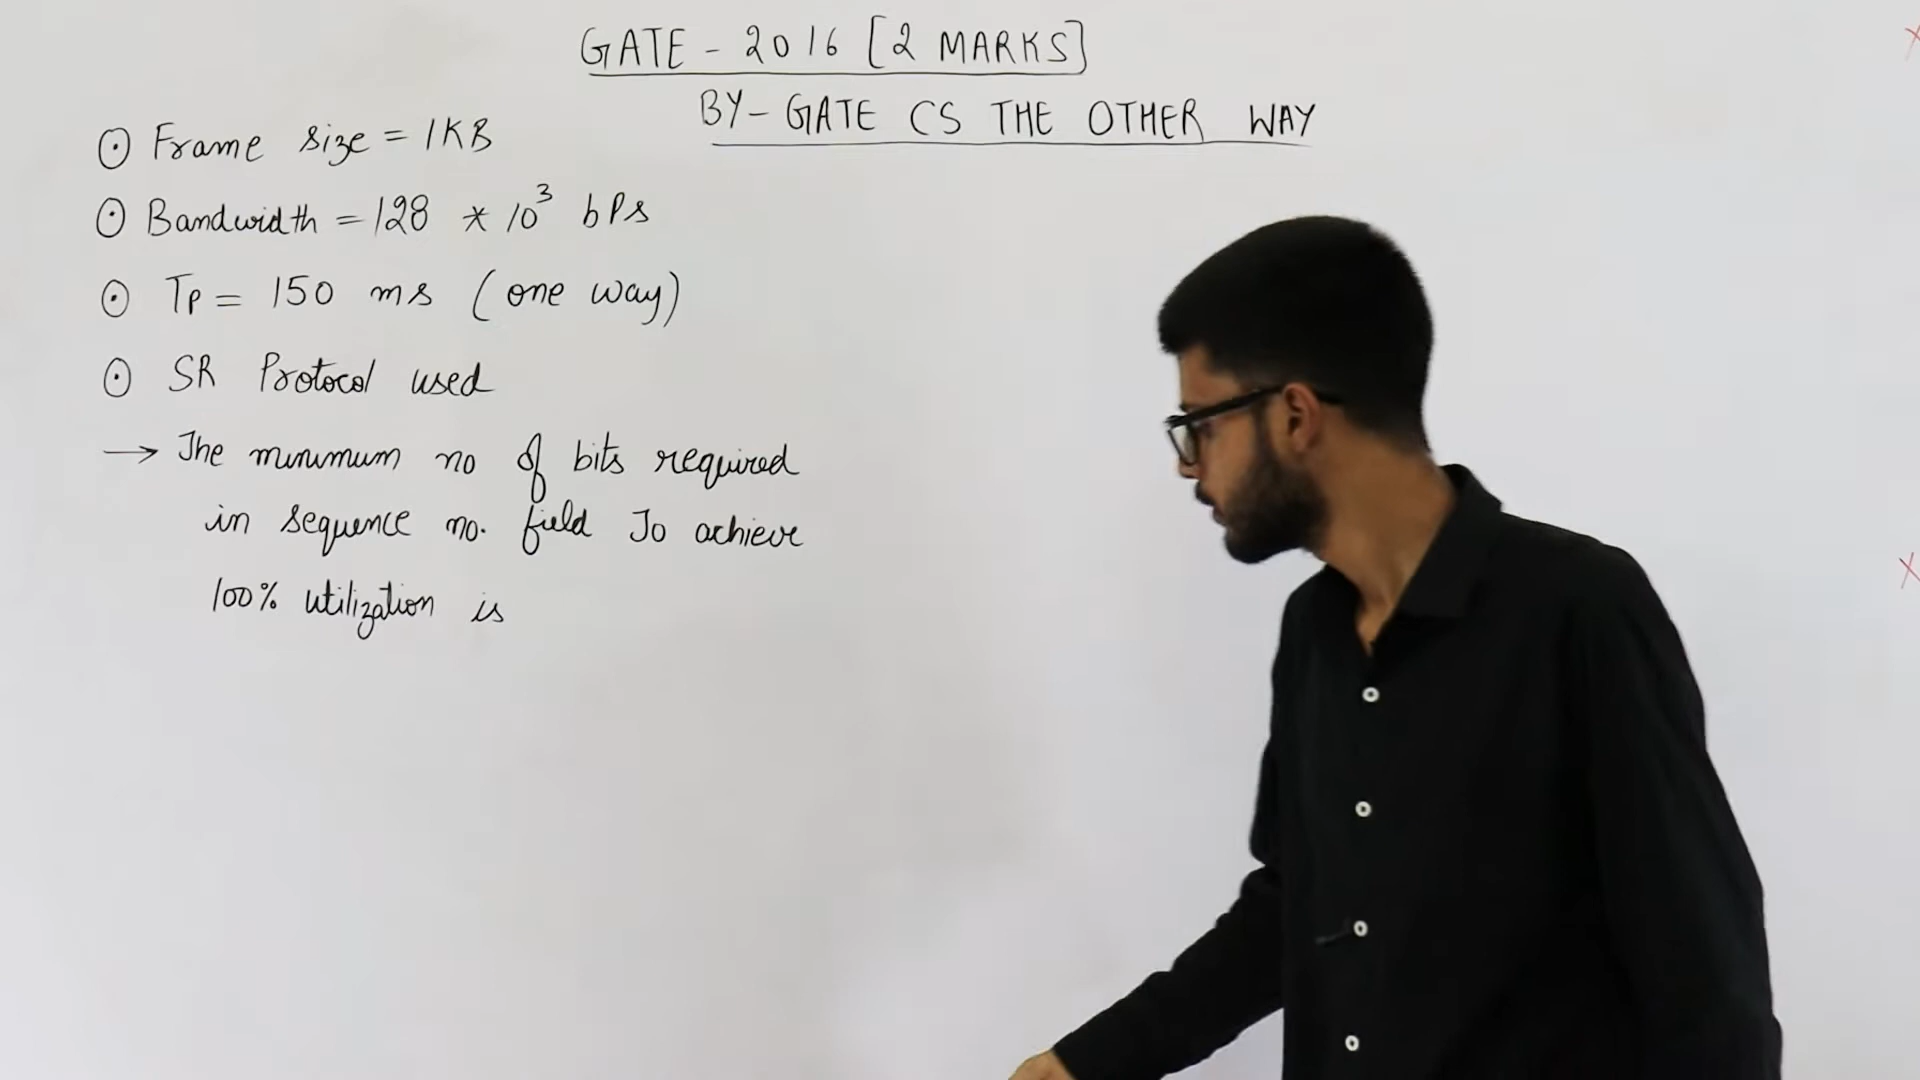 GATE - 2016 [2 MARKS]
BY - GATE CS THE OTHER WAY
⊙ Frame size = 1KB
⊙ Bandwidth = 128 * 10³ bps
⊙ Tp = 150 ms (one way)
⊙ SR Protocol used
→ The minimum no of bits required
in sequence no. field To achieve
100% utilization is